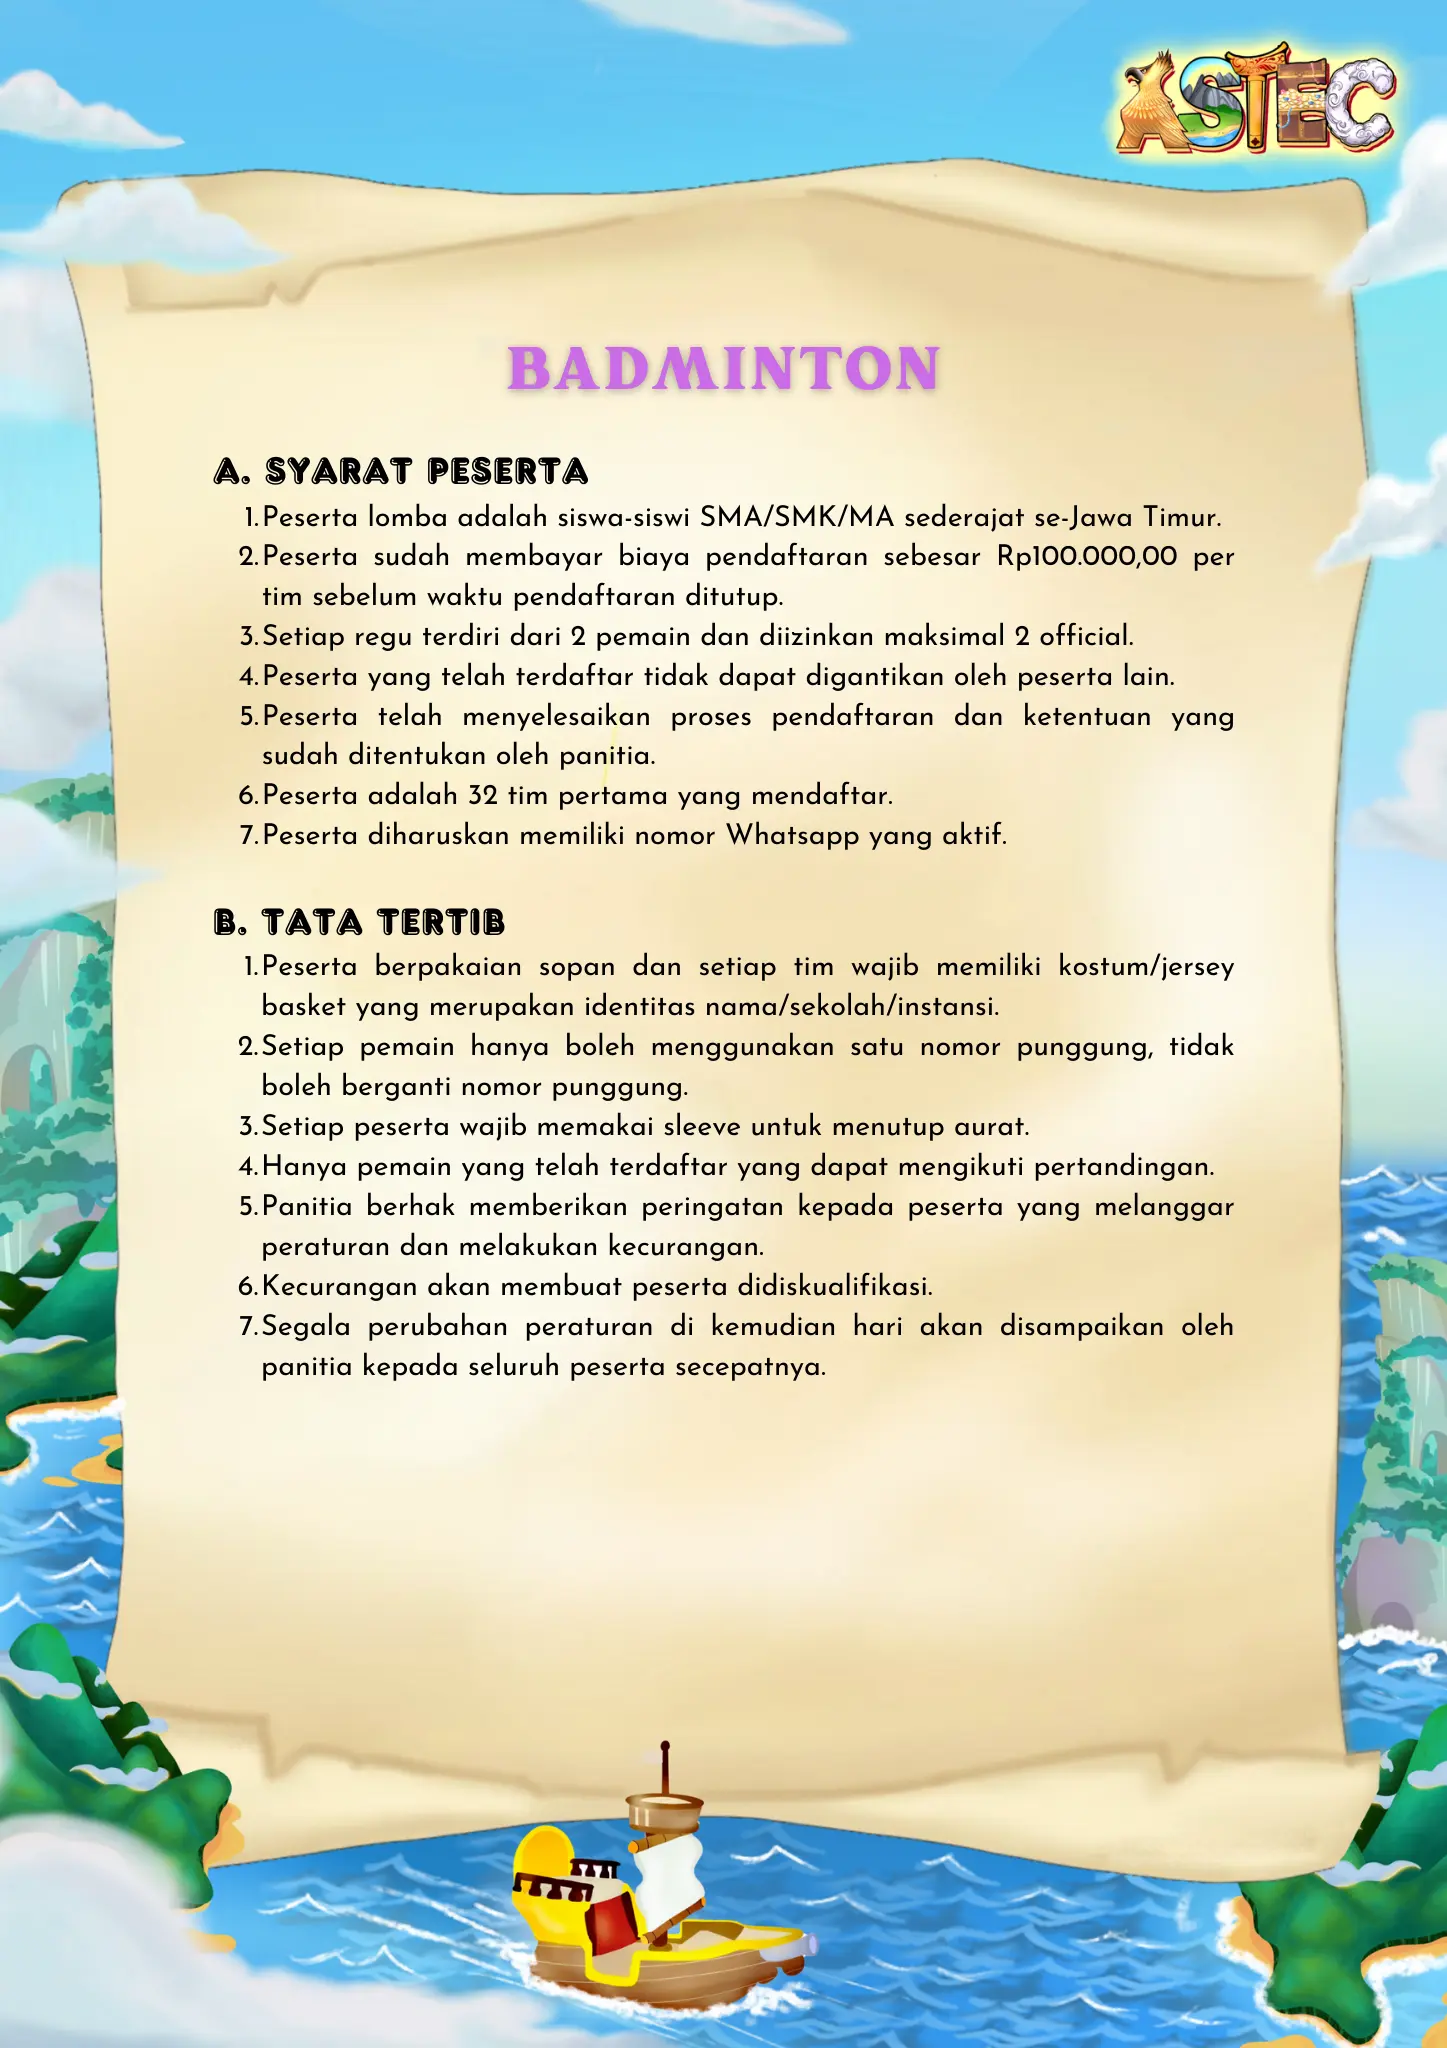 ASTEC
BADMINTON
A. SYARAT PESERTA
1. Peserta lomba adalah siswa-siswi SMA/SMK/MA sederajat se-Jawa Timur.
2. Peserta sudah membayar biaya pendaftaran sebesar Rp100.000,00 per
tim sebelum waktu pendaftaran ditutup.
3. Setiap regu terdiri dari 2 pemain dan diizinkan maksimal 2 official.
4. Peserta yang telah terdaftar tidak dapat digantikan oleh peserta lain.
5. Peserta telah menyelesaikan proses pendaftaran dan ketentuan yang
sudah ditentukan oleh panitia.
6. Peserta adalah 32 tim pertama yang mendaftar.
7. Peserta diharuskan memiliki nomor Whatsapp yang aktif.
B. TATA TERTIB
1. Peserta berpakaian sopan dan setiap tim wajib memiliki kostum/jersey
basket yang merupakan identitas nama/sekolah/instansi.
2. Setiap pemain hanya boleh menggunakan satu nomor punggung, tidak
boleh berganti nomor punggung.
3. Setiap peserta wajib memakai sleeve untuk menutup aurat.
4. Hanya pemain yang telah terdaftar yang dapat mengikuti pertandingan.
5. Panitia berhak memberikan peringatan kepada peserta yang melanggar
peraturan dan melakukan kecurangan.
6. Kecurangan akan membuat peserta didiskualifikasi.
7. Segala perubahan peraturan di kemudian hari akan disampaikan oleh
panitia kepada seluruh peserta secepatnya.